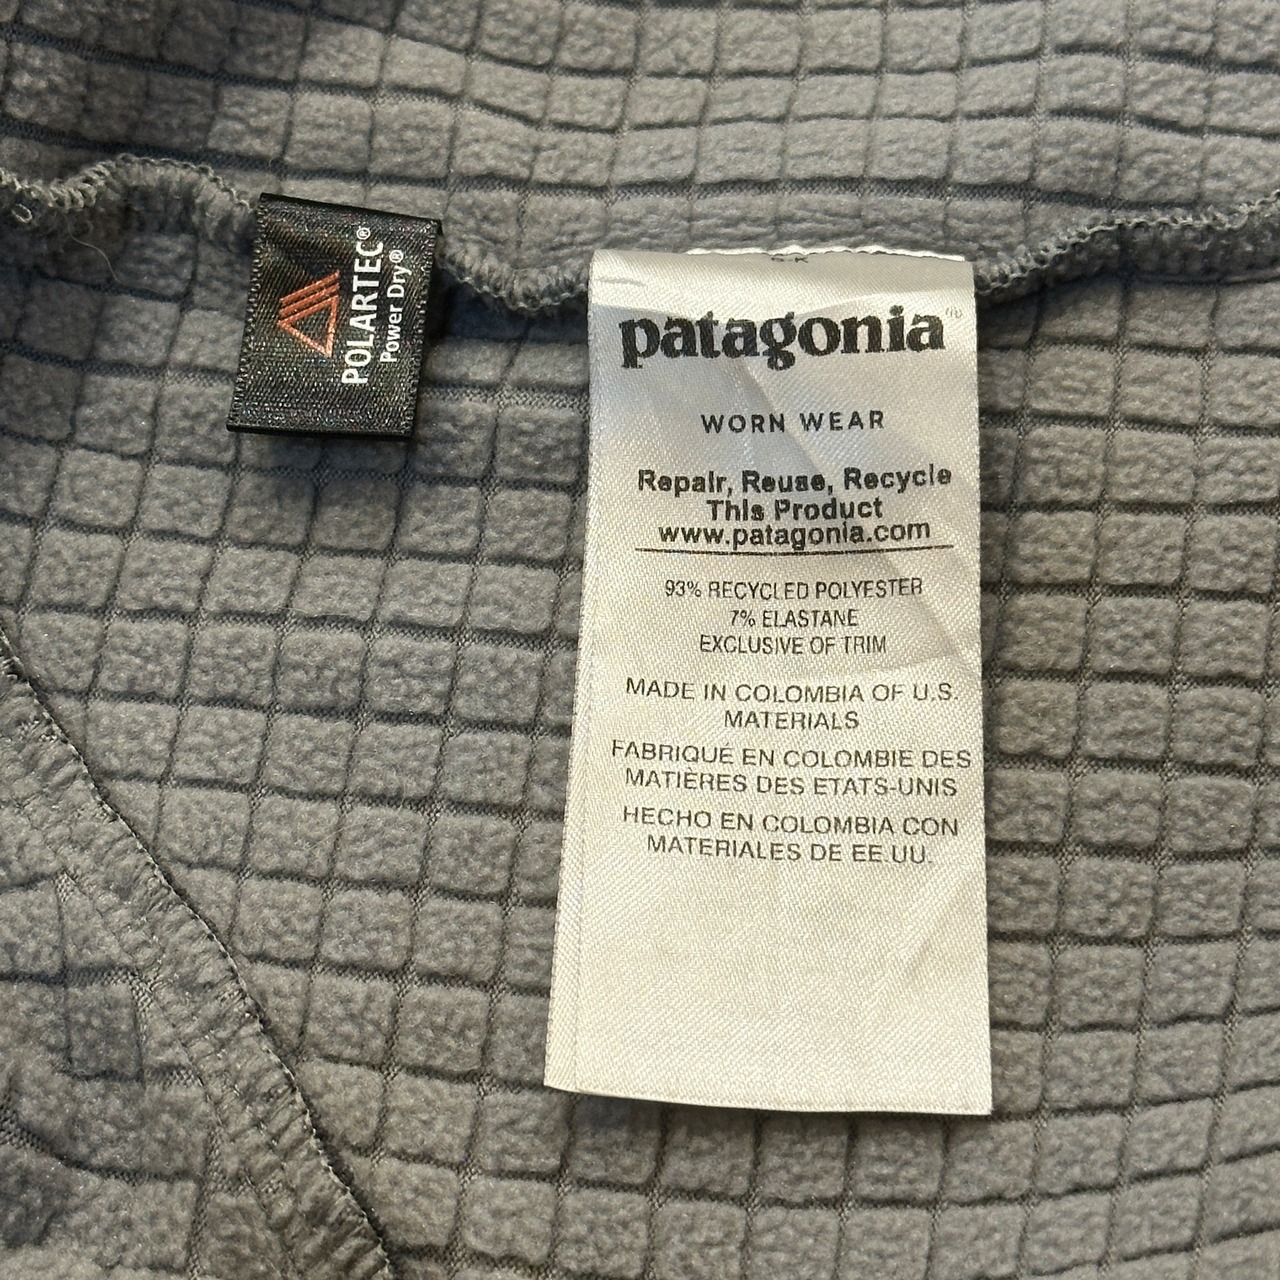 POLARTEC®
Power Dry®
patagonia®
WORN WEAR
Repair, Reuse, Recycle
This Product
www.patagonia.com
93% RECYCLED POLYESTER
7% ELASTANE
EXCLUSIVE OF TRIM
MADE IN COLOMBIA OF U.S.
MATERIALS
FABRIQUÉ EN COLOMBIE DES
MATIÈRES DES ETATS-UNIS
HECHO EN COLOMBIA CON
MATERIALES DE EE.UU.